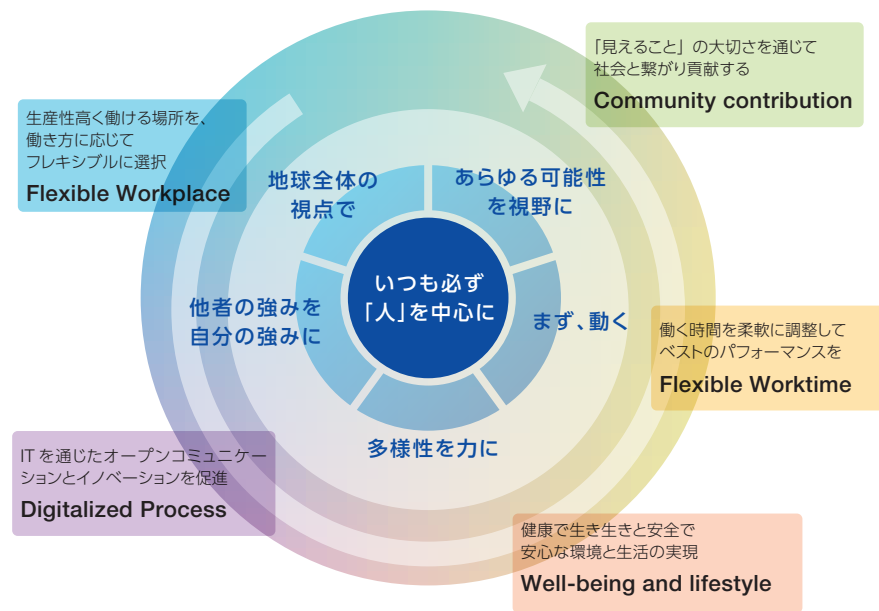 「見えること」の大切さを通じて
社会と繋がり貢献する
Community contribution
生産性高く働ける場所を、
働き方に応じて
フレキシブルに選択
Flexible Workplace
地球全体の
視点で
あらゆる可能性
を視野に
いつも必ず
「人」を中心に
他者の強みを
自分の強みに
まず、動く
働く時間を柔軟に調整して
ベストのパフォーマンスを
Flexible Worktime
多様性を力に
ITを通じたオープンコミュニケー
ションとイノベーションを促進
Digitalized Process
健康で生き生きと安全で
安心な環境と生活の実現
Well-being and lifestyle